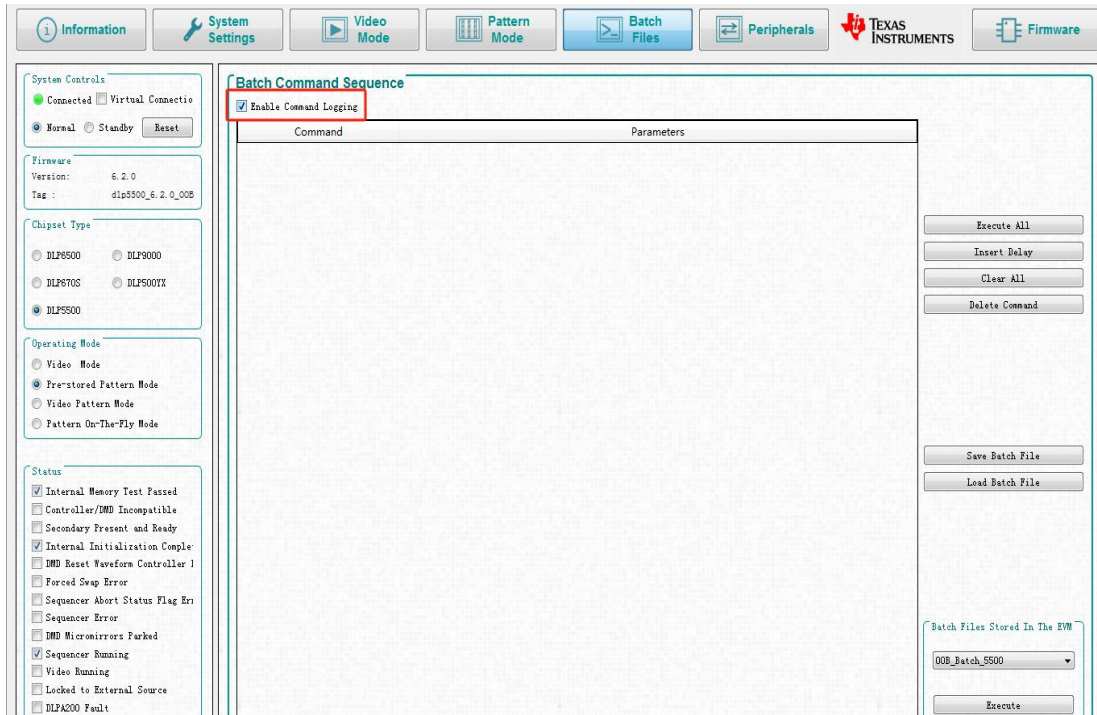 Information
System
Settings
Video
Mode
Pattern
Mode
Batch
Files
Peripherals
TEXAS
INSTRUMENTS
Firmware
System Controls
Connected Virtual Connectio
Normal Standby Reset
Firmware
Version: 6.2.0
Tag : dlp5500_6.2.0_OOB
Chipset Type
DLP6500 DLP9000
DLP670S DLP500YX
DLP5500
Operating Mode
Video Mode
Pre-stored Pattern Mode
Video Pattern Mode
Pattern On-The-Fly Mode
Status
Internal Memory Test Passed
Controller/DMD Incompatible
Secondary Present and Ready
Internal Initialization Comple
DMD Reset Waveform Controller
Forced Swap Error
Sequencer Abort Status Flag Er
Sequencer Error
DMD Micromirrors Parked
Sequencer Running
Video Running
Locked to External Source
DLPA200 Fault
Batch Command Sequence
Enable Command Logging
Command Parameters
Execute All
Insert Delay
Clear All
Delete Command
Save Batch File
Load Batch File
Batch Files Stored In The EVM
OOB_Batch_5500
Execute